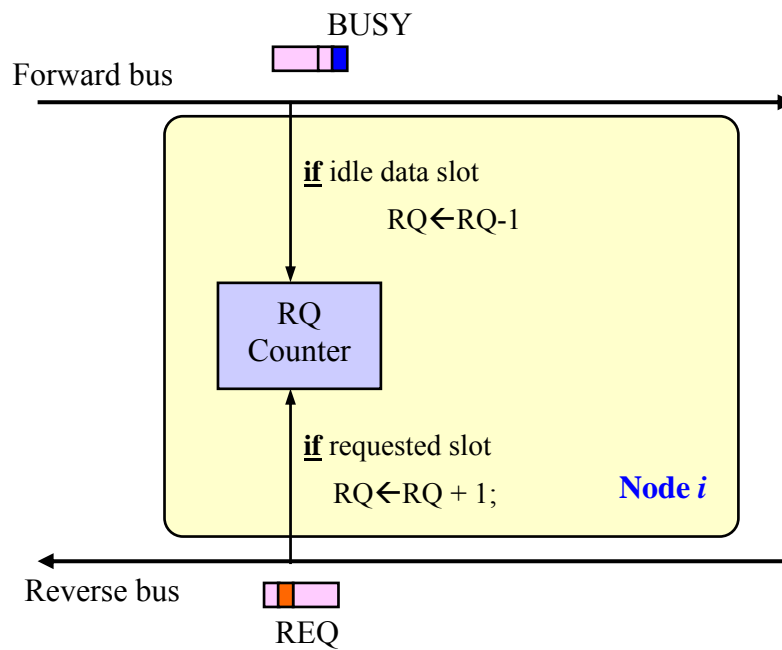 BUSY
Forward bus
if idle data slot
RQ←RQ-1
RQ
Counter
if requested slot
RQ←RQ + 1;
Node i
Reverse bus
REQ